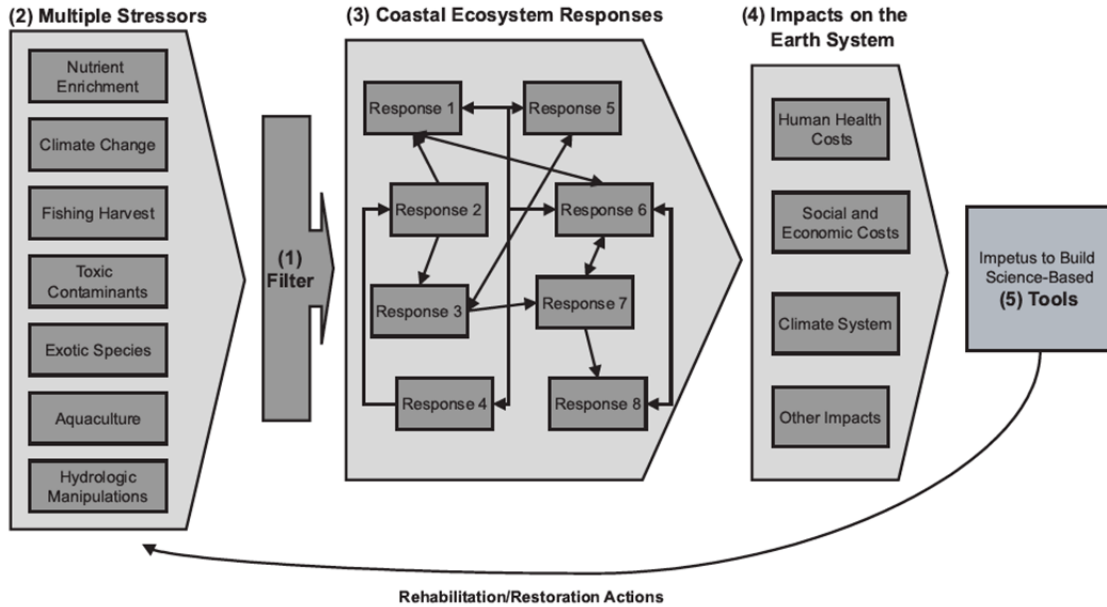 (2) Multiple Stressors
Nutrient
Enrichment
Climate Change
Fishing Harvest
Toxic
Contaminants
Exotic Species
Aquaculture
Hydrologic
Manipulations
(1)
Filter
(3) Coastal Ecosystem Responses
Response 1
Response 5
Response 2
Response 6
Response 3
Response 7
Response 4
Response 8
(4) Impacts on the
Earth System
Human Health
Costs
Social and
Economic Costs
Climate System
Other Impacts
Impetus to Build
Science-Based
(5) Tools
Rehabilitation/Restoration Actions